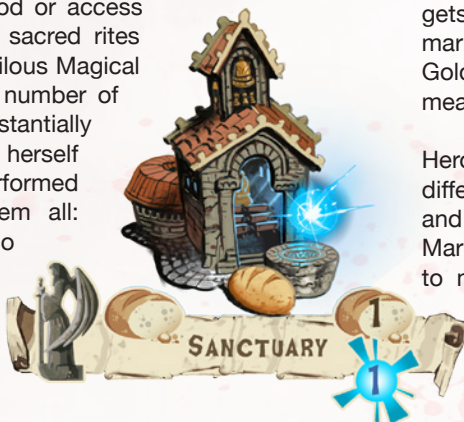 od or access
sacred rites
ilous Magical
number of
stantially
herself
rformed
em all:
o
gets
mar
Gold
mea
Hero
diffe
and
Mar
to n
SANCTUARY
1
1